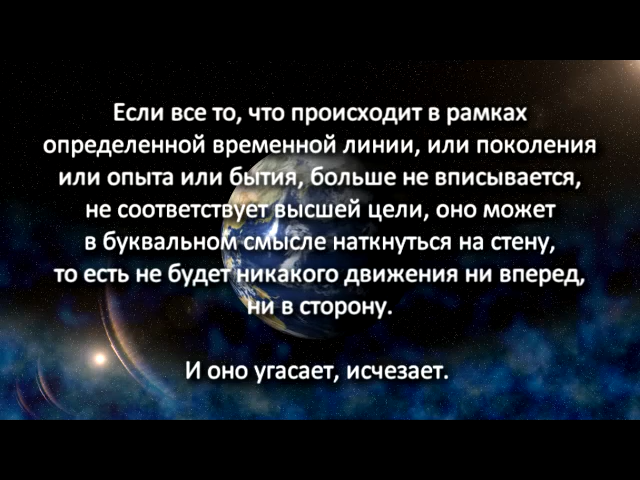 Если все то, что происходит в рамках
определенной временной линии, или поколения
или опыта или бытия, больше не вписывается,
не соответствует высшей цели, оно может
в буквальном смысле наткнуться на стену,
то есть не будет никакого движения ни вперед,
ни в сторону.
И оно угасает, исчезает.